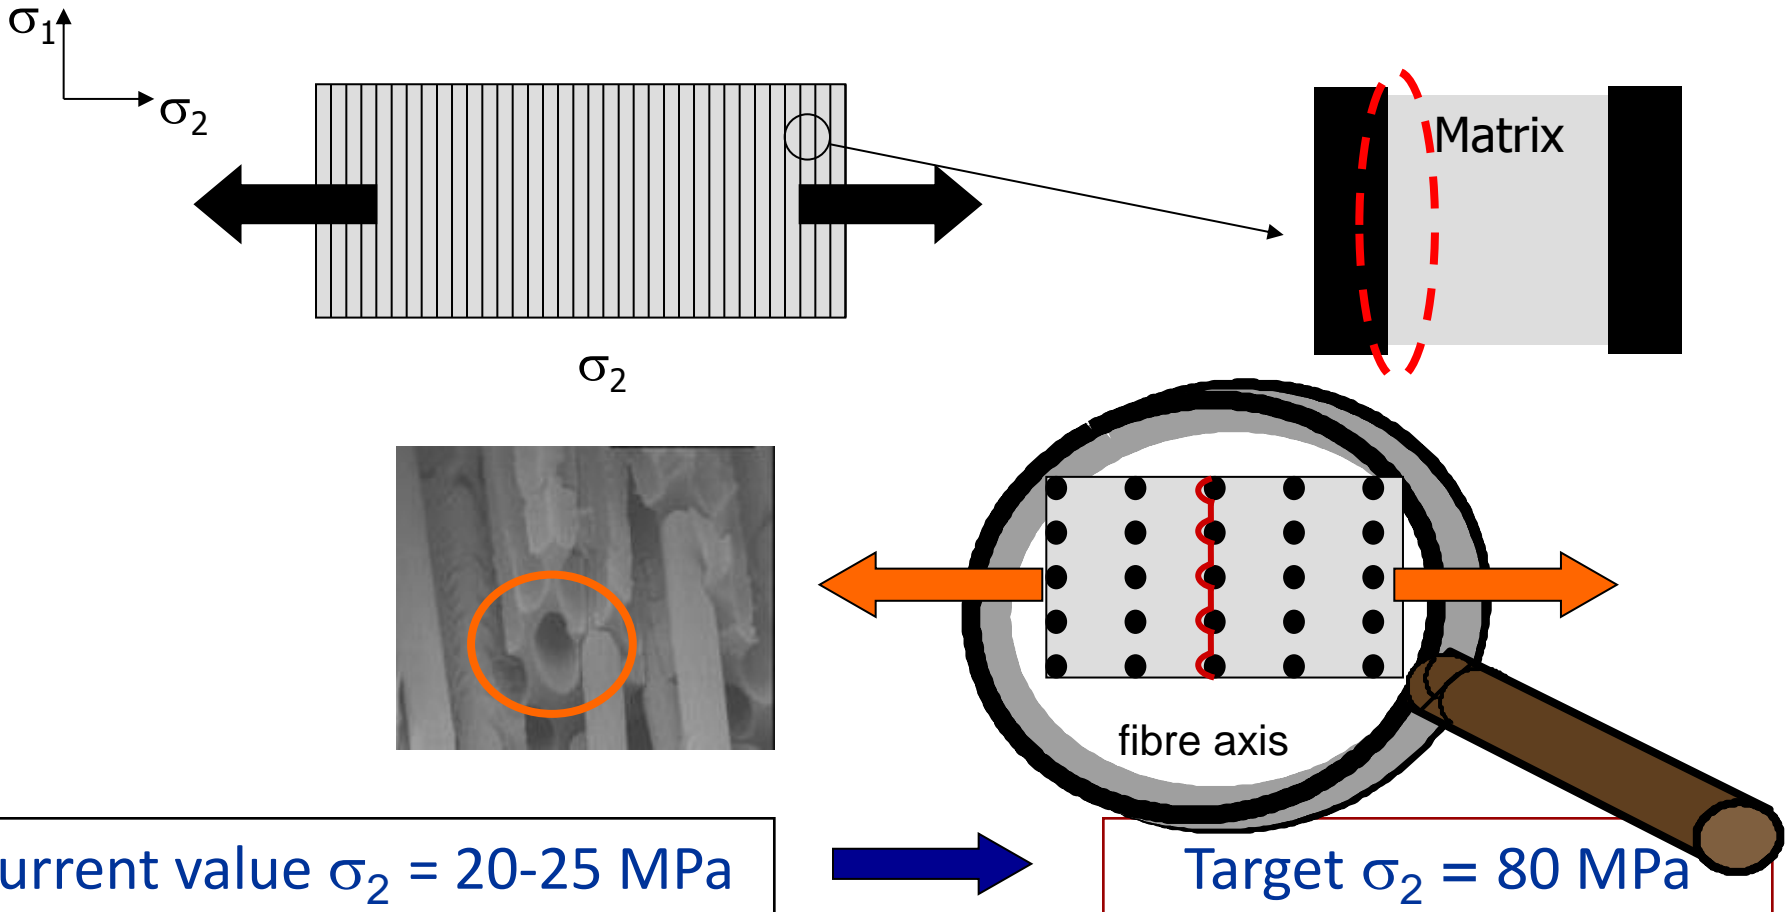 σ1
σ2
Matrix
σ2
fibre axis
urrent value σ2 = 20-25 MPa
Target σ2 = 80 MPa